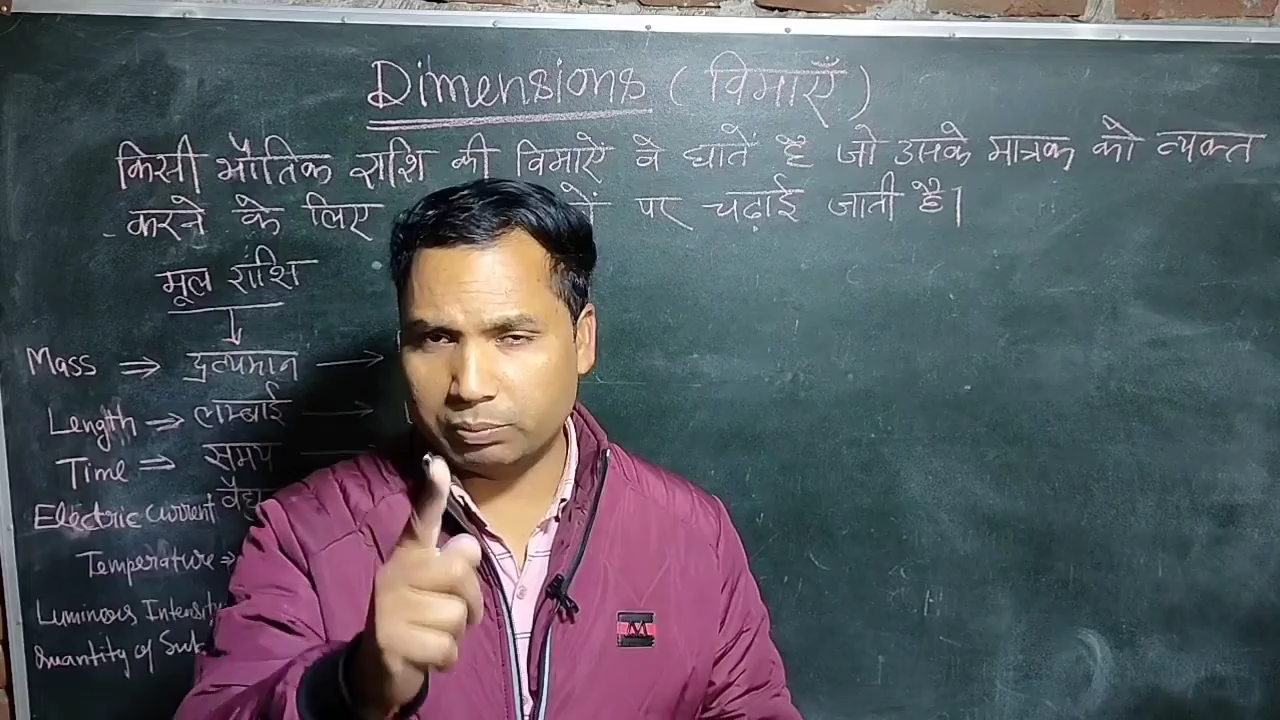 Dimensions (विमाएँ)
किसी भौतिक राशि की विमाऐं वे घातें है जो उसके मात्रक को व्यक्त
करने के लिए पर चढ़ाई जाती है।
मूल राशि
Mass ⇒ द्रव्यमान →
Length ⇒ लम्बाई →
Time ⇒ समय
Electric Current
Temperature ⇒
Luminous Intensity
Quantity of